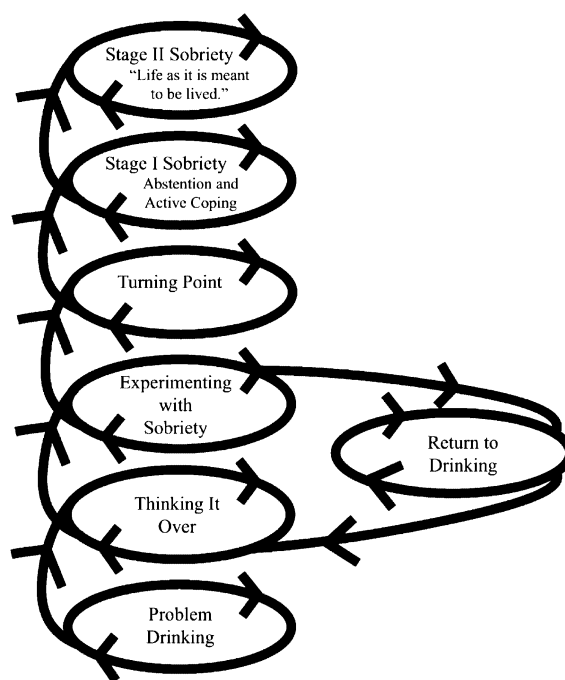 Stage II Sobriety
“Life as it is meant
to be lived.”
Stage I Sobriety
Abstention and
Active Coping
Turning Point
Experimenting
with
Sobriety
Return to
Drinking
Thinking It
Over
Problem
Drinking